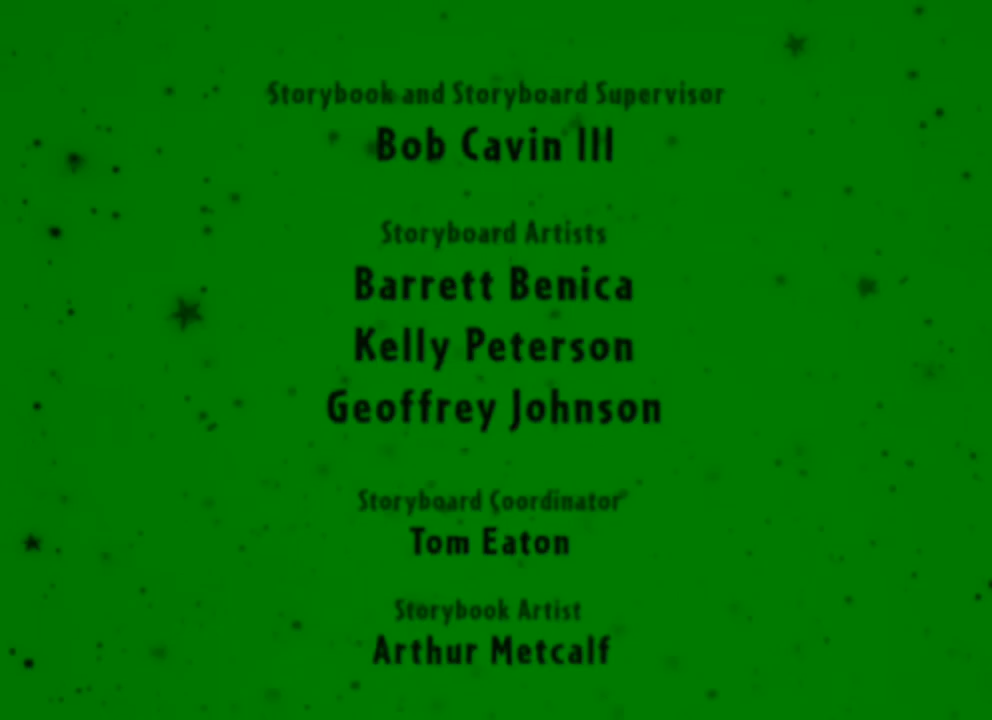 Storybook and Storyboard Supervisor
Bob Cavin III
Storyboard Artists
Barrett Benica
Kelly Peterson
Geoffrey Johnson
Storyboard Coordinator
Tom Eaton
Storybook Artist
Arthur Metcalf